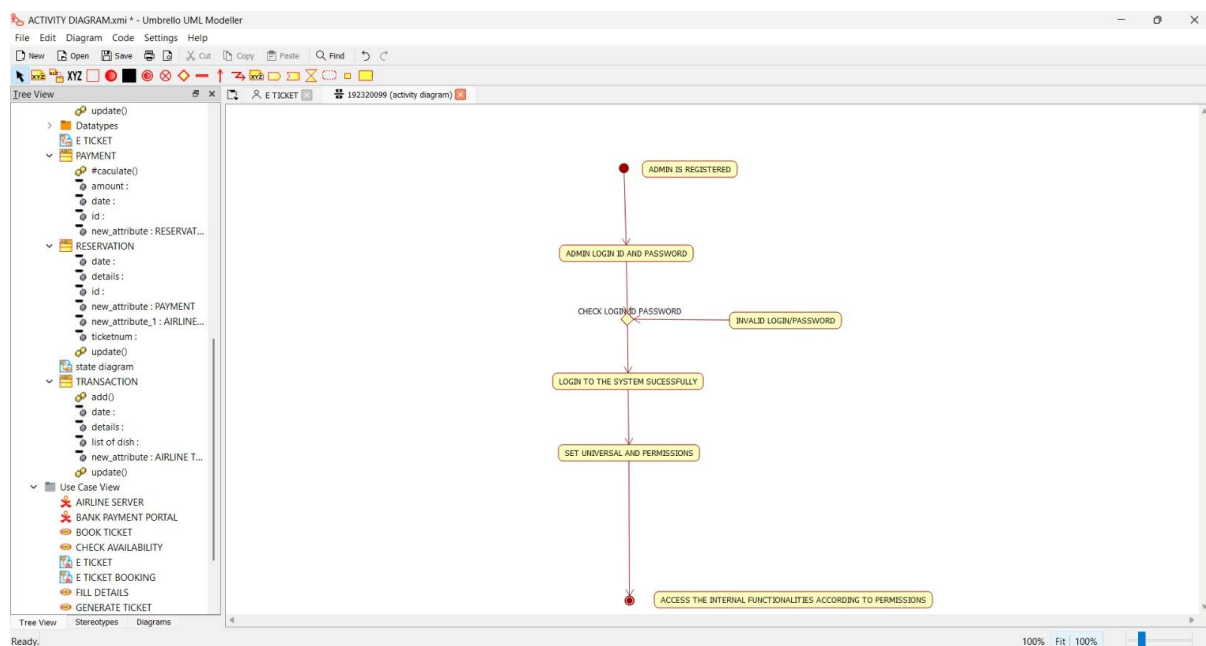 ACTIVITY DIAGRAM.xmi * - Umbrello UML Modeller
File Edit Diagram Code Settings Help
New Open Save Cut Copy Paste Find
XYZ
Tree View
E TICKET
192320099 (activity diagram)
update()
Datatypes
E TICKET
PAYMENT
#caculate()
amount :
date :
id :
new_attribute : RESERVAT...
RESERVATION
date :
details :
id :
new_attribute : PAYMENT
new_attribute_1 : AIRLINE...
ticketnum :
update()
state diagram
TRANSACTION
add()
date :
details :
list of dish :
new_attribute : AIRLINE T...
update()
Use Case View
AIRLINE SERVER
BANK PAYMENT PORTAL
BOOK TICKET
CHECK AVAILABILITY
E TICKET
E TICKET BOOKING
FILL DETAILS
GENERATE TICKET
Tree View Stereotypes Diagrams
ADMIN IS REGISTERED
ADMIN LOGIN ID AND PASSWORD
CHECK LOGIN/ID PASSWORD
INVALID LOGIN/PASSWORD
LOGIN TO THE SYSTEM SUCESSFULLY
SET UNIVERSAL AND PERMISSIONS
ACCESS THE INTERNAL FUNCTIONALITIES ACCORDING TO PERMISSIONS
Ready.
100% Fit 100%